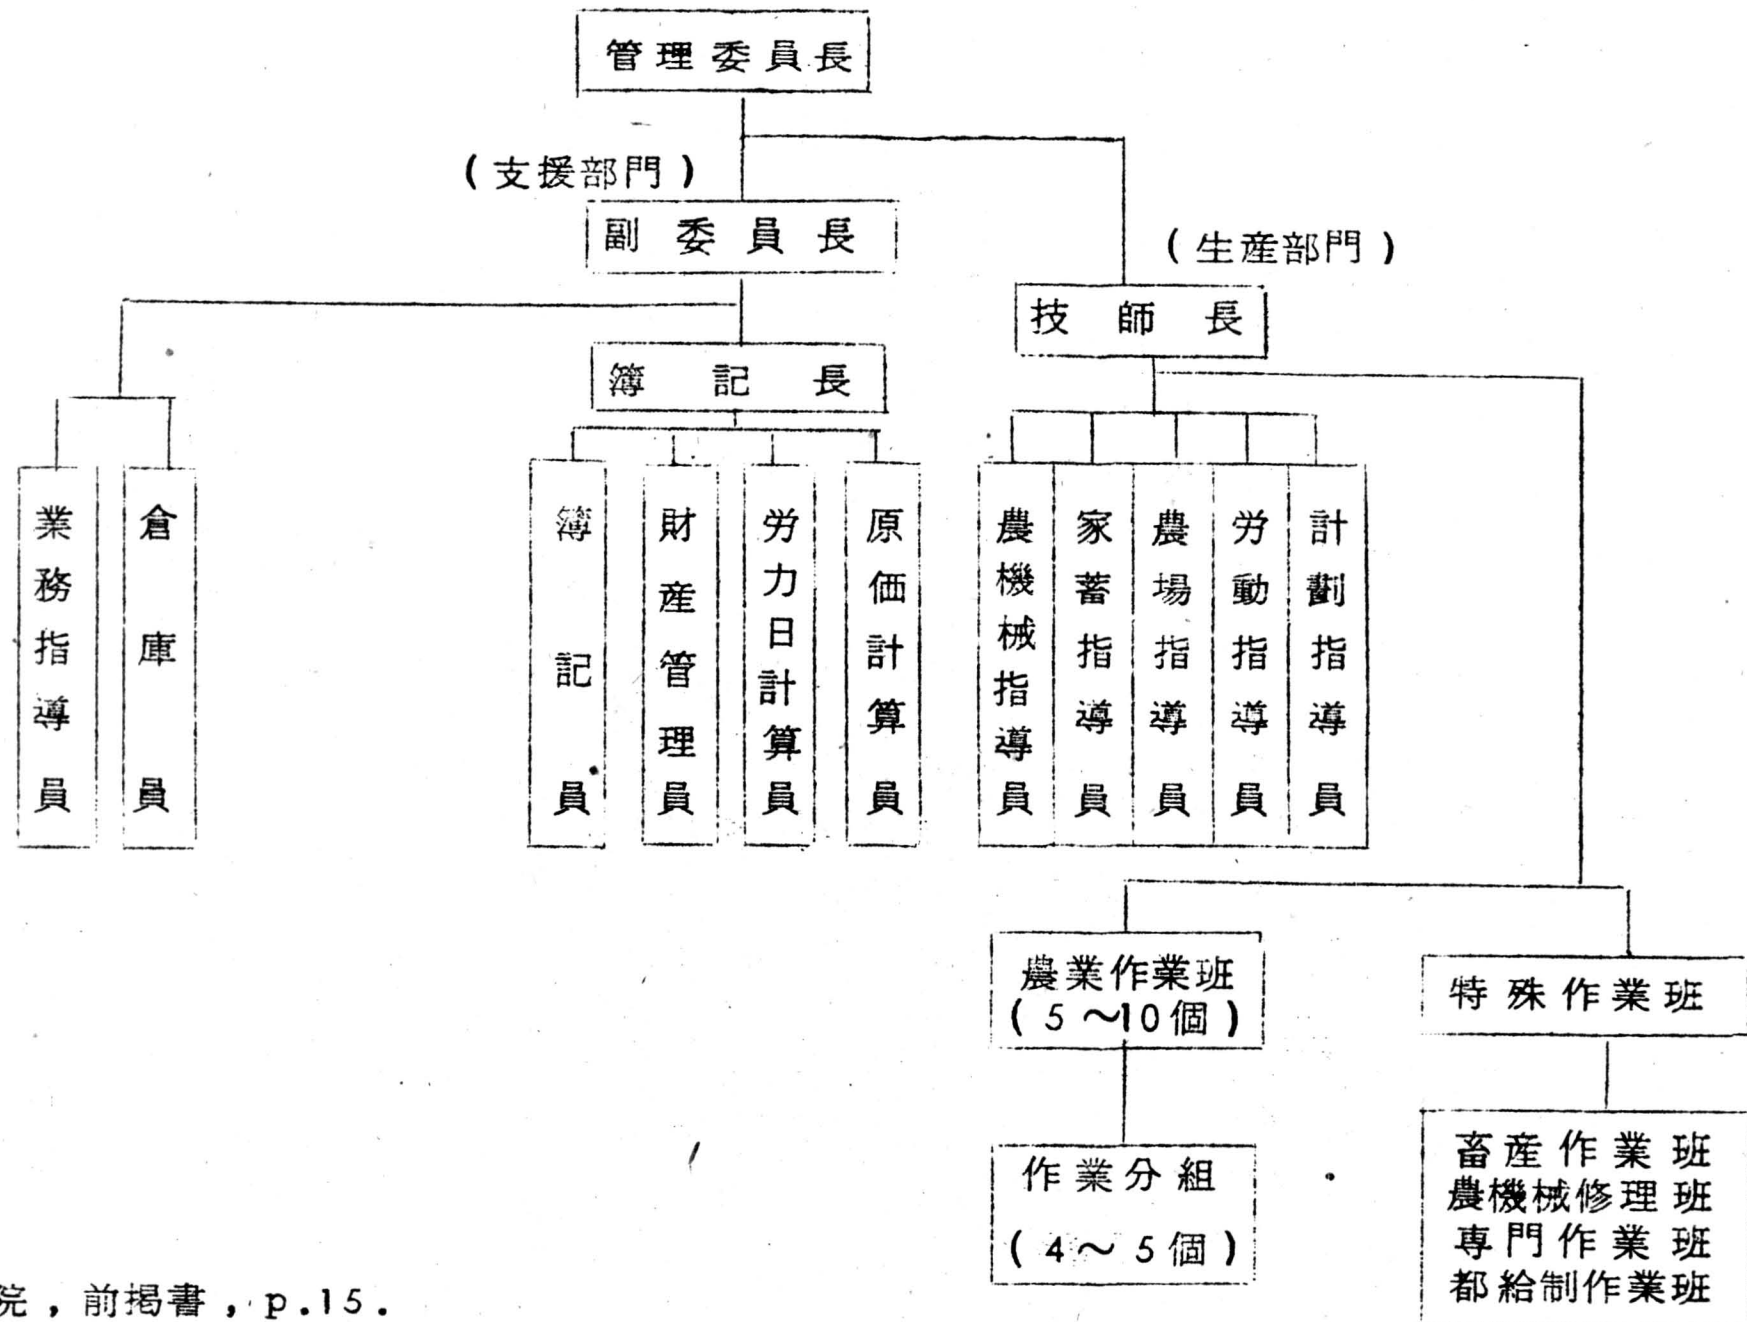 管理委員長
(支援部門)
副委員長
(生産部門)
技師長
簿記長
業務指導員
倉庫員
簿記員
財産管理員
労力日計算員
原価計算員
農機械指導員
家蓄指導員
農場指導員
労動指導員
計劃指導員
農業作業班
(5〜10個)
特殊作業班
作業分組
(4〜5個)
畜産作業班
農機械修理班
専門作業班
都給制作業班
院,前掲書,p.15.